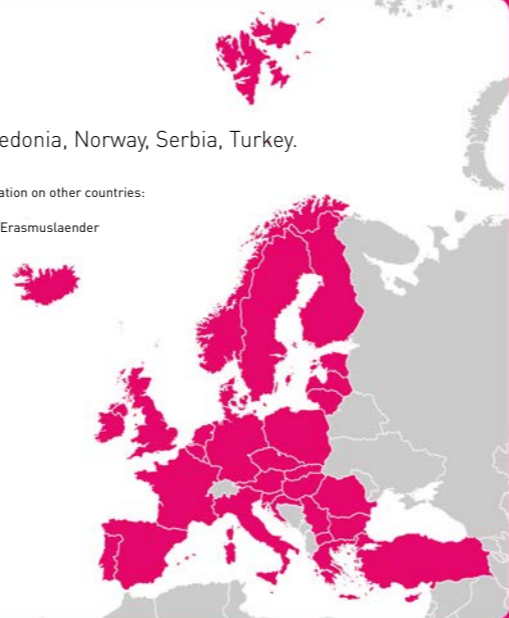 edonia, Norway, Serbia, Turkey.
ation on other countries:
Erasmuslaender